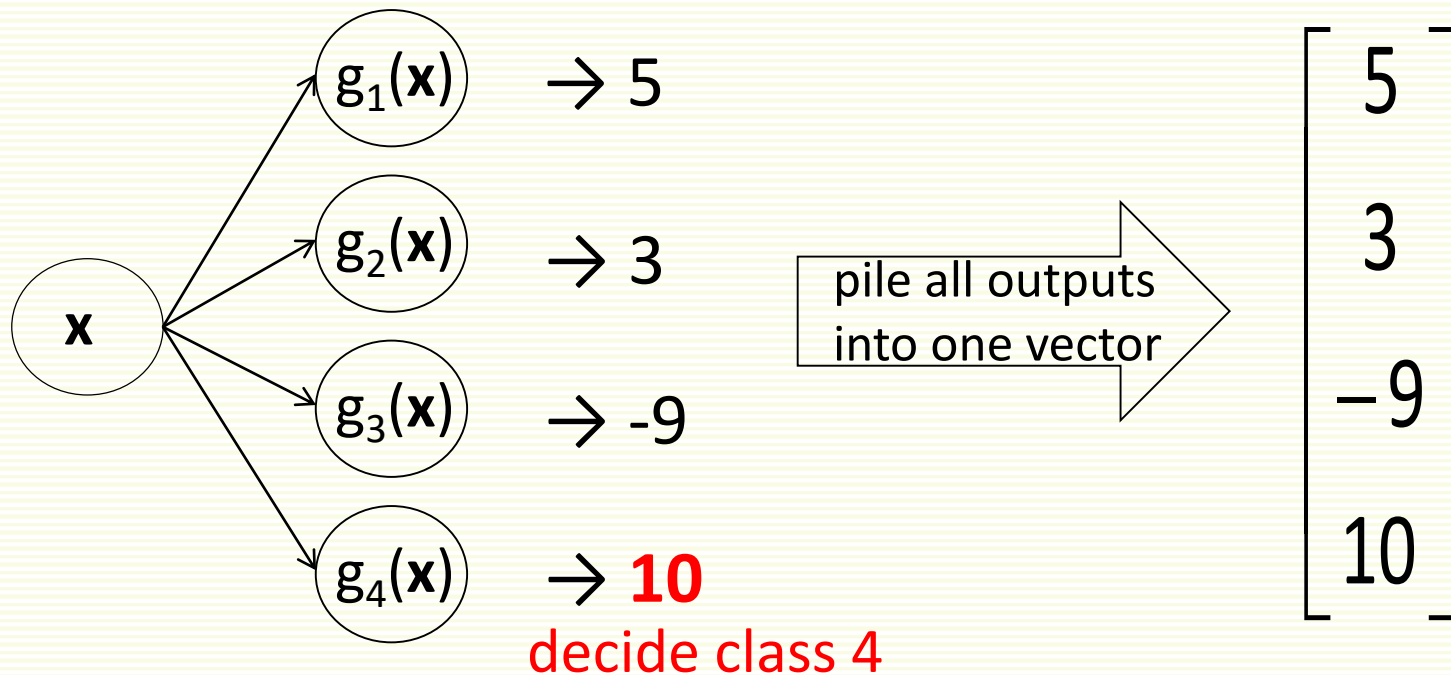 x
g₁(x) → 5
g₂(x) → 3
g₃(x) → -9
g₄(x) → 10
decide class 4
pile all outputs
into one vector
5
3
−9
10